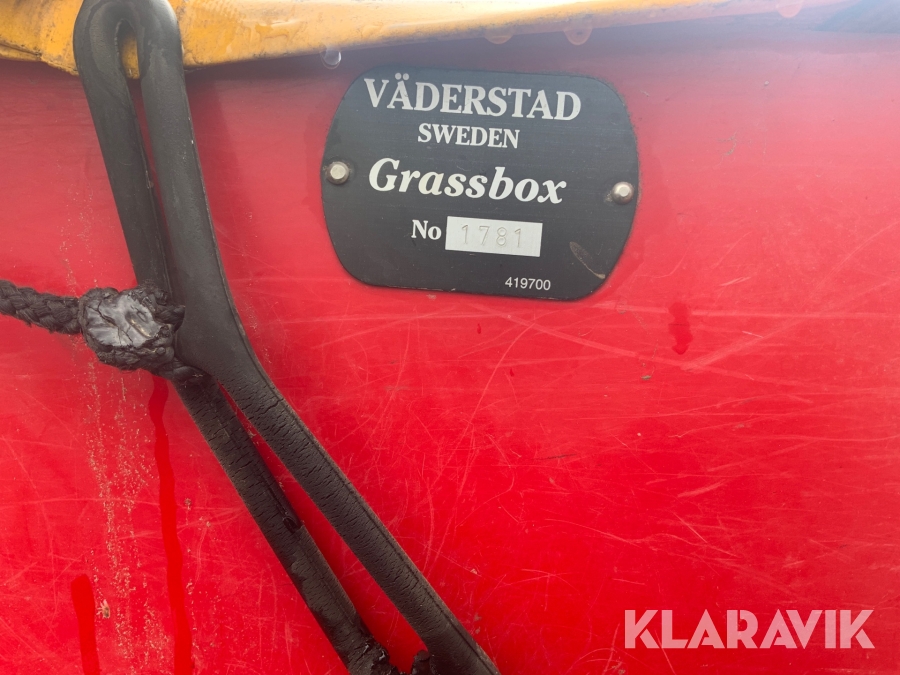 VÄDERSTAD
SWEDEN
Grassbox
No 1781
419700
KLARAVIK